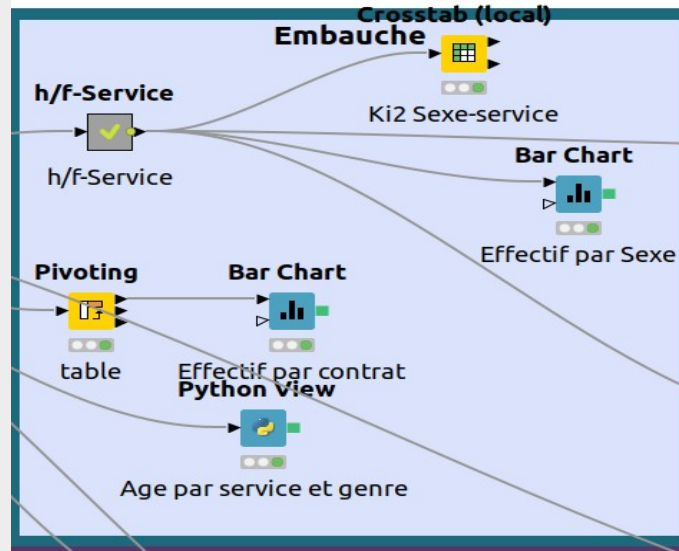 Crosstab (local)
Embauche
Ki2 Sexe-service
h/f-Service
h/f-Service
Bar Chart
Effectif par Sexe
Pivoting
table
Bar Chart
Effectif par contrat
Python View
Age par service et genre